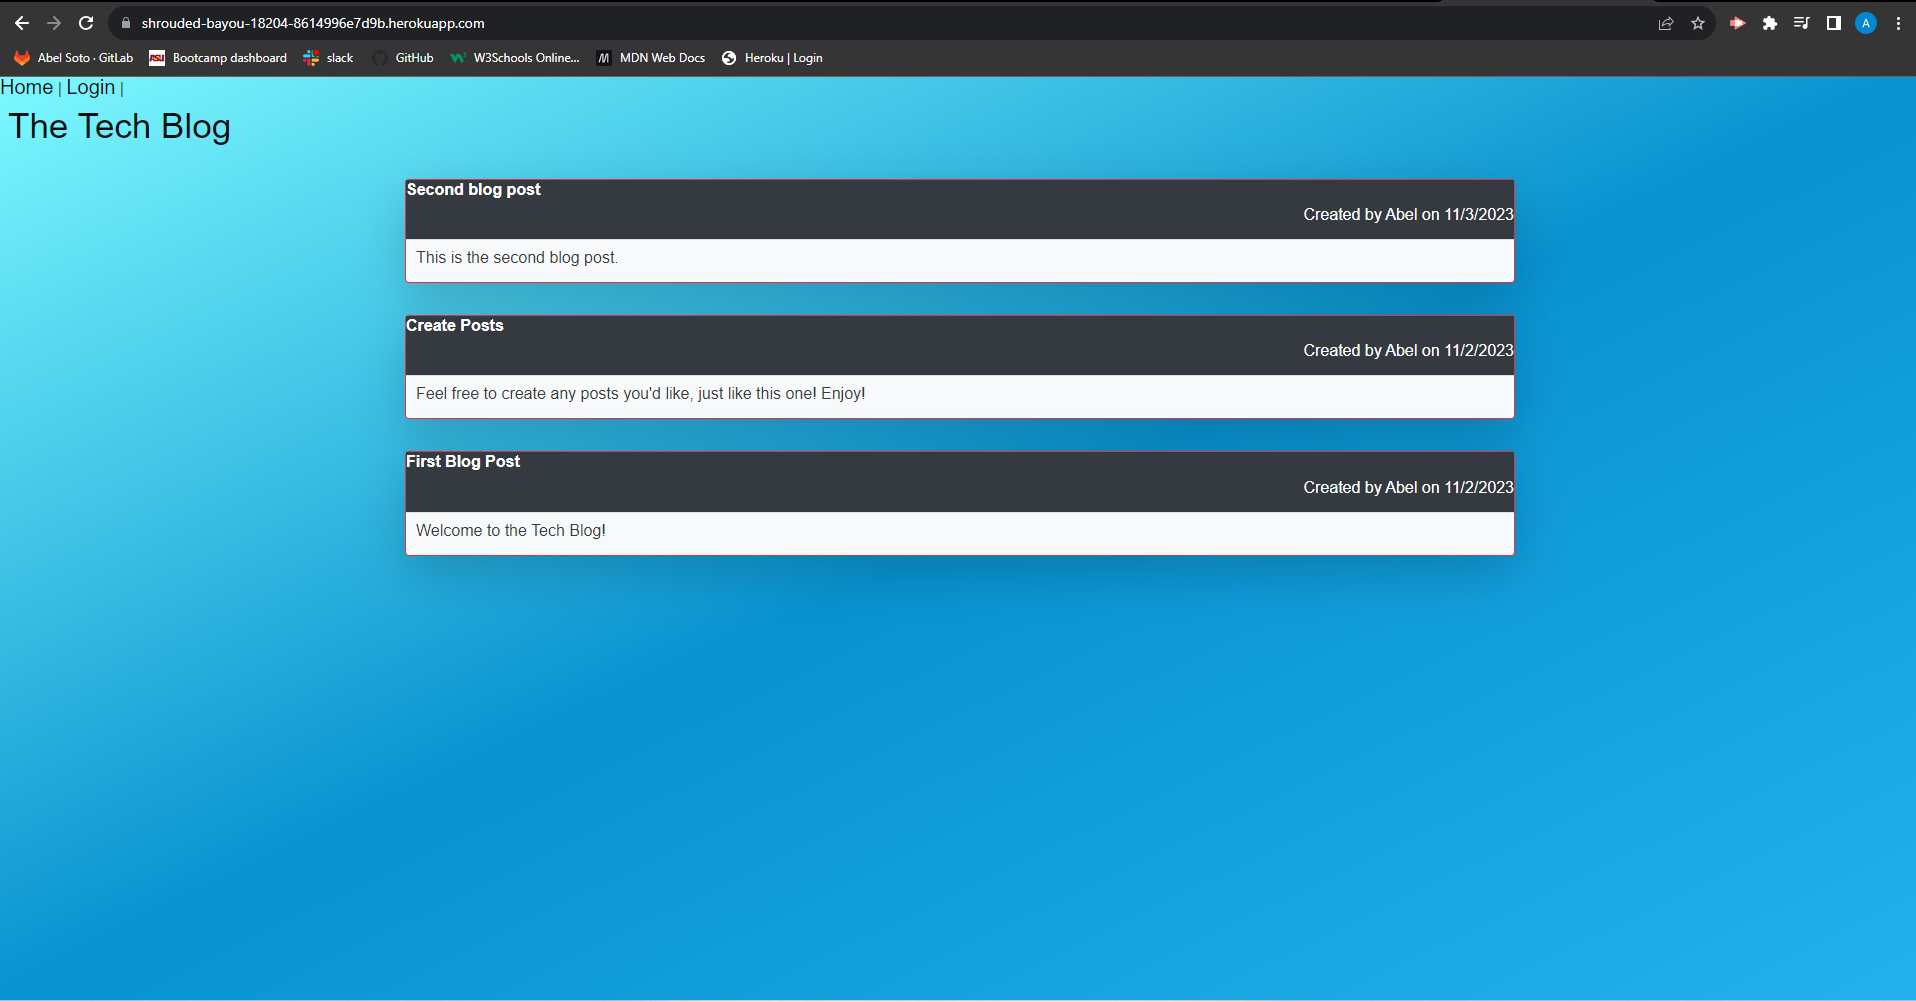 shrouded-bayou-18204-8614996e7d9b.herokuapp.com
A
Abel Soto · GitLab ASU Bootcamp dashboard slack GitHub W3Schools Online... M MDN Web Docs Heroku | Login
Home | Login |
The Tech Blog
Second blog post
Created by Abel on 11/3/2023
This is the second blog post.
Create Posts
Created by Abel on 11/2/2023
Feel free to create any posts you'd like, just like this one! Enjoy!
First Blog Post
Created by Abel on 11/2/2023
Welcome to the Tech Blog!